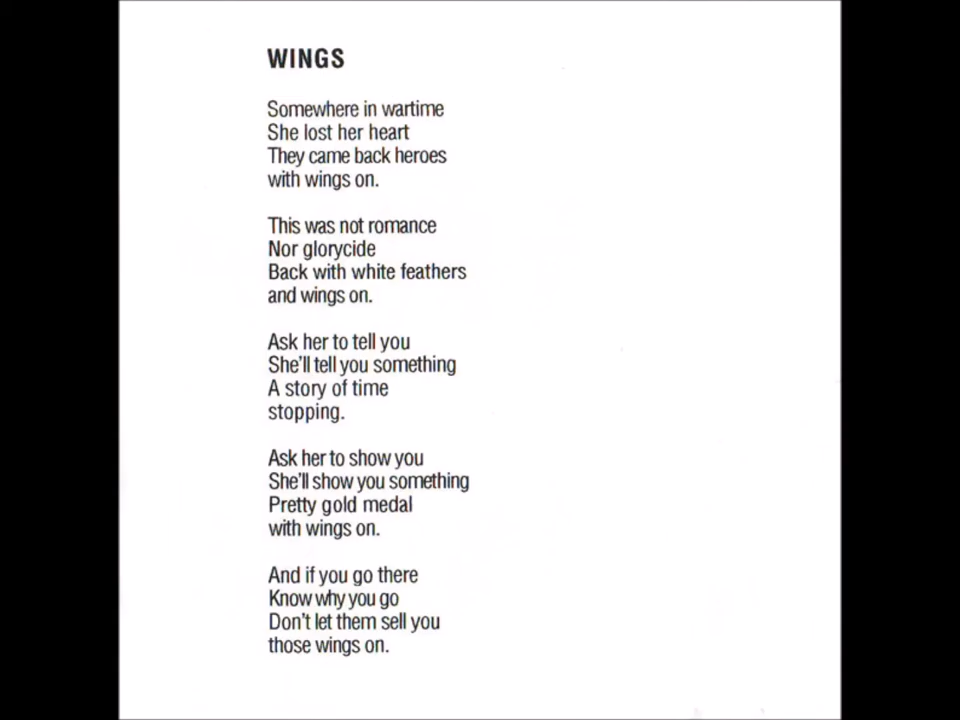 WINGS
Somewhere in wartime
She lost her heart
They came back heroes
with wings on.
This was not romance
Nor glorycide
Back with white feathers
and wings on.
Ask her to tell you
She'll tell you something
A story of time
stopping.
Ask her to show you
She'll show you something
Pretty gold medal
with wings on.
And if you go there
Know why you go
Don't let them sell you
those wings on.